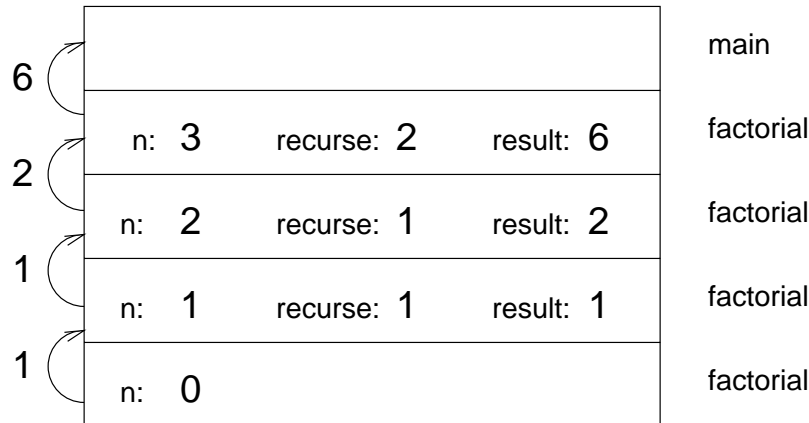 main
6
n: 3 recurse: 2 result: 6 factorial
2
n: 2 recurse: 1 result: 2 factorial
1
n: 1 recurse: 1 result: 1 factorial
1
n: 0 factorial